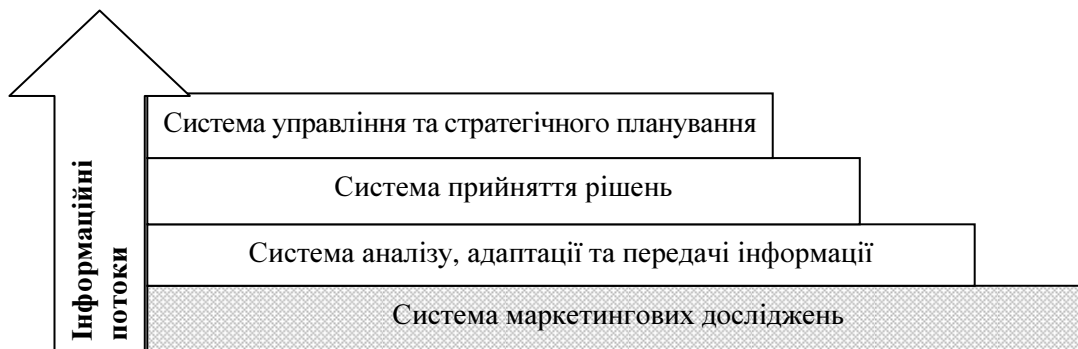 Система управління та стратегічного планування
Система прийняття рішень
Система аналізу, адаптації та передачі інформації
Система маркетингових досліджень
Інформаційні
потоки